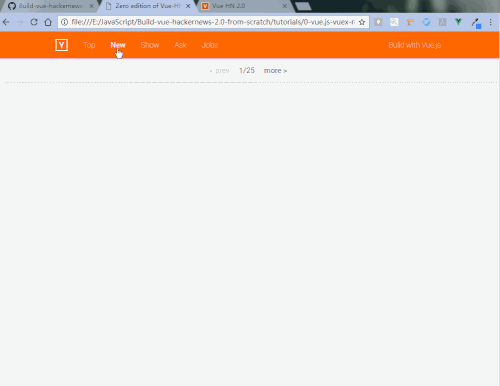 Build-vue-hackernews
Zero edition of Vue-H
Vue HN 2.0
file:///E:/JavaScript/Build-vue-hackernews-2.0-from-scratch/tutorials/0-vue.js-vuex-r
Y Top New Show Ask Jobs Build with Vue.js
< prev 1/25 more >